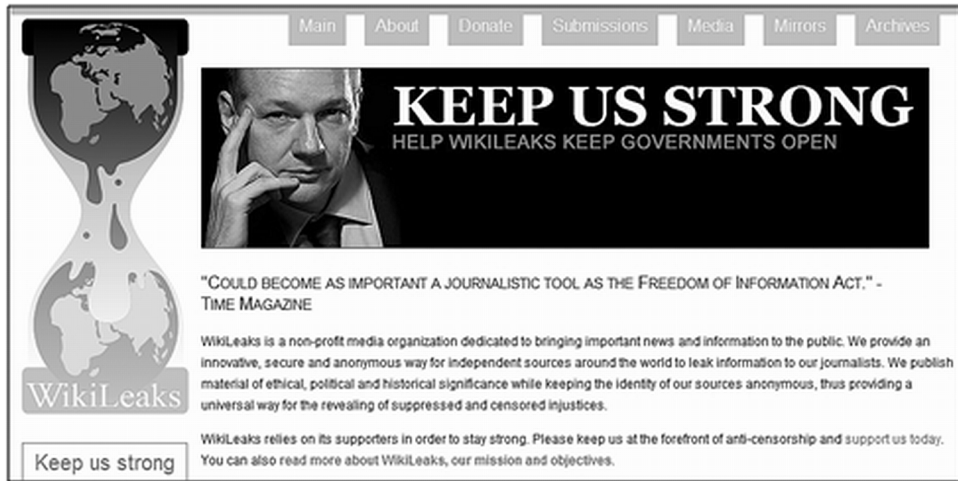 Main About Donate Submissions Media Mirrors Archives
KEEP US STRONG
HELP WIKILEAKS KEEP GOVERNMENTS OPEN
"COULD BECOME AS IMPORTANT A JOURNALISTIC TOOL AS THE FREEDOM OF INFORMATION ACT." -
TIME MAGAZINE
WikiLeaks is a non-profit media organization dedicated to bringing important news and information to the public. We provide an
innovative, secure and anonymous way for independent sources around the world to leak information to our journalists. We publish
material of ethical, political and historical significance while keeping the identity of our sources anonymous, thus providing a
universal way for the revealing of suppressed and censored injustices.
WikiLeaks relies on its supporters in order to stay strong. Please keep us at the forefront of anti-censorship and support us today.
You can also read more about WikiLeaks, our mission and objectives.
WikiLeaks
Keep us strong